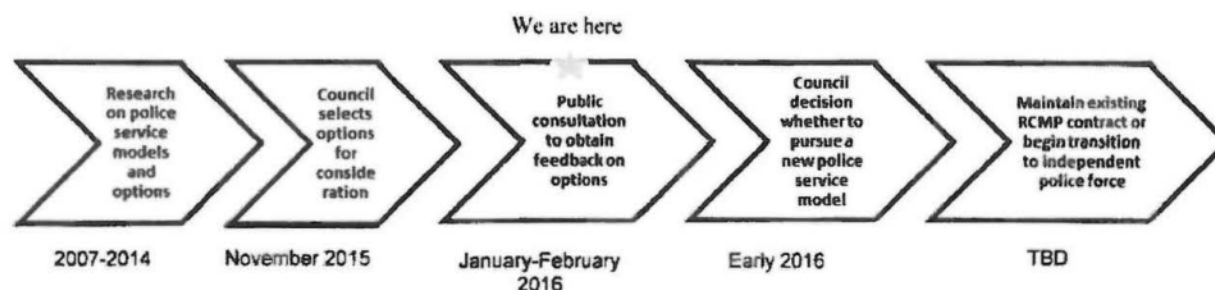 We are here
Research
on police
service
models
and
options
Council
selects
options
for
conside
ration
Public
consultation
to obtain
feedback on
options
Council
decision
whether to
pursue a
new police
service
model
Maintain existing
RCMP contract or
begin transition
to independent
police force
2007-2014
November 2015
January-February
2016
Early 2016
TBD